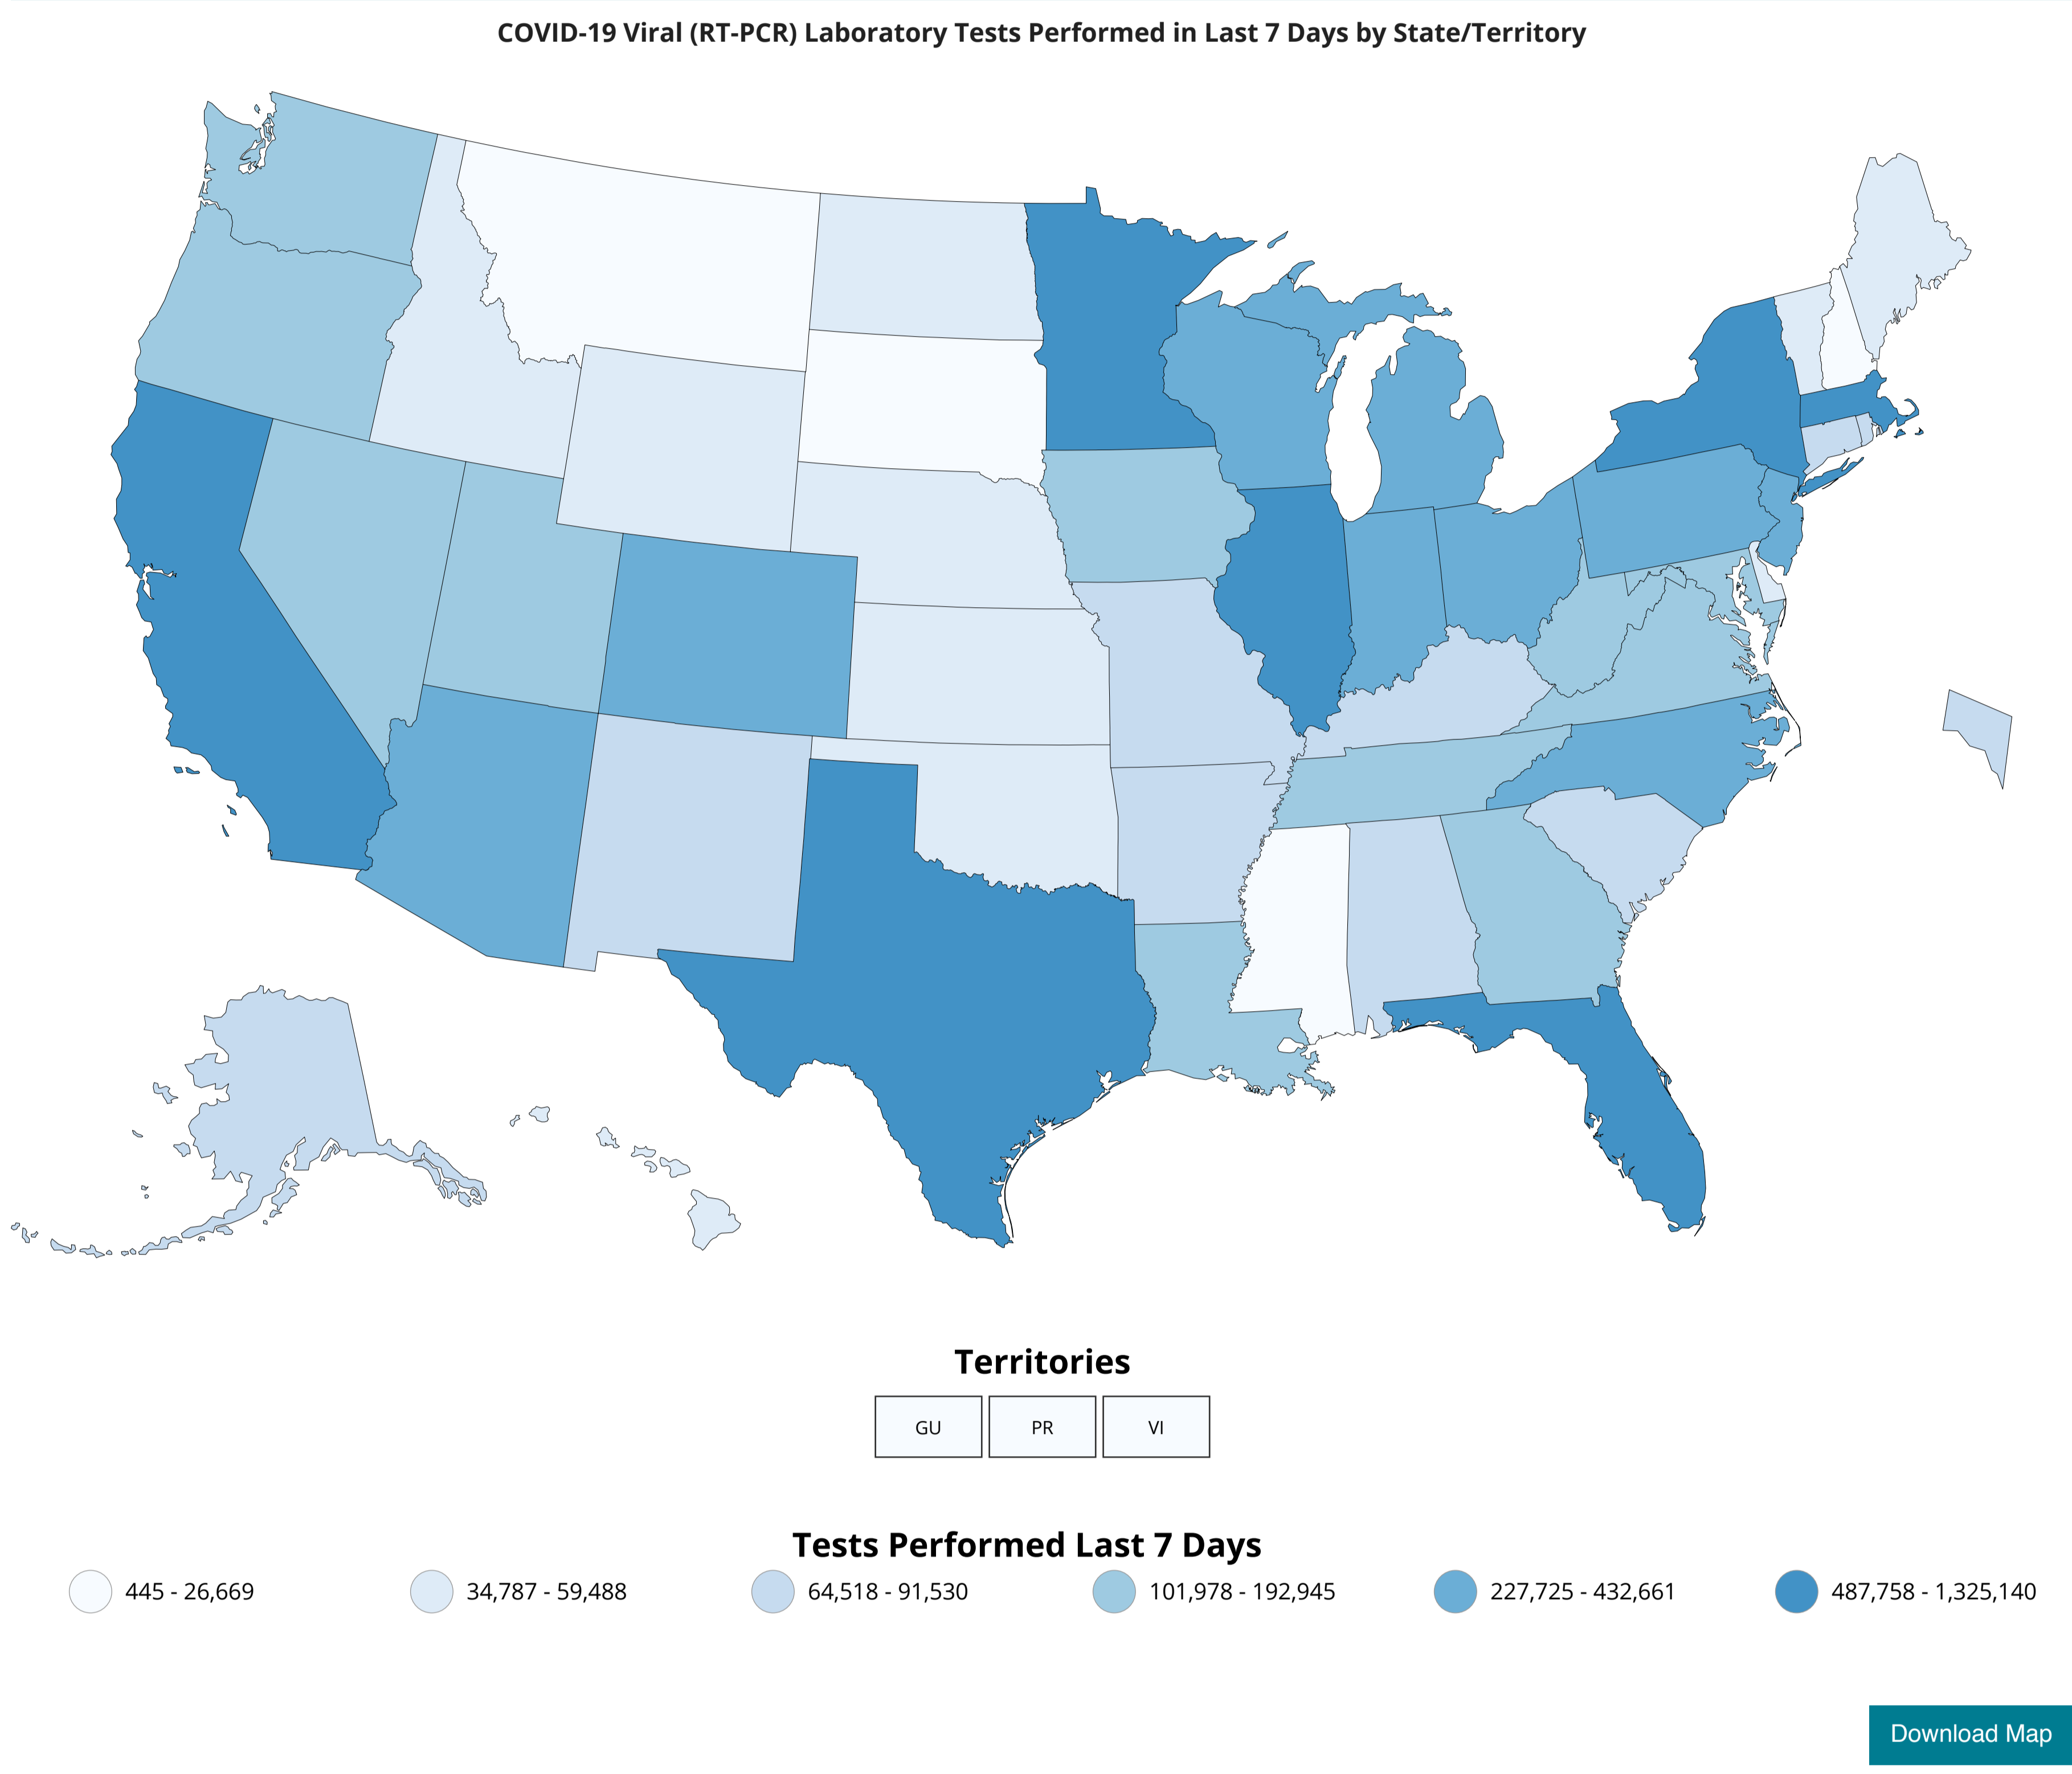 COVID-19 Viral (RT-PCR) Laboratory Tests Performed in Last 7 Days by State/Territory
Territories
GU PR VI
Tests Performed Last 7 Days
445 - 26,669 34,787 - 59,488 64,518 - 91,530 101,978 - 192,945 227,725 - 432,661 487,758 - 1,325,140
Download Map